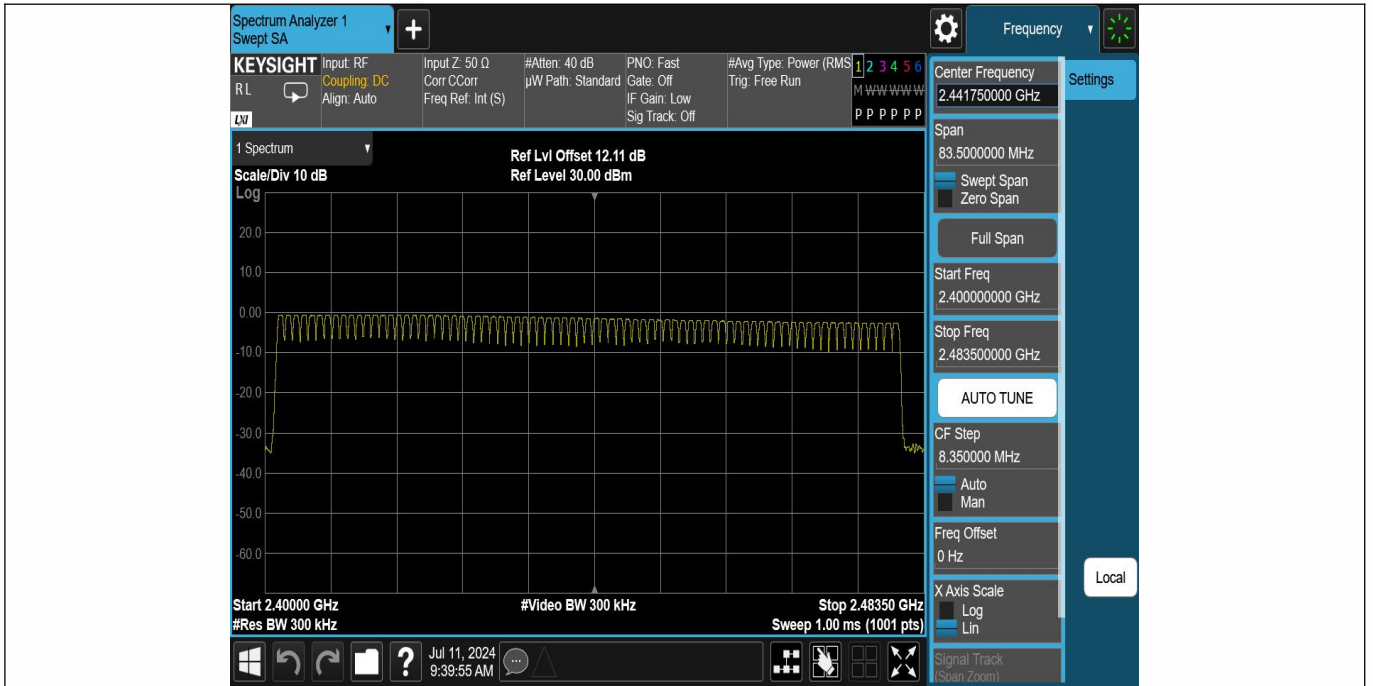 Spectrum Analyzer 1
Swept SA
+
Frequency
KEYSIGHT
RL
LXI
Input: RF
Coupling: DC
Align: Auto
Input Z: 50 Ω
Corr CCorr
Freq Ref: Int (S)
#Atten: 40 dB
µW Path: Standard
PNO: Fast
Gate: Off
IF Gain: Low
Sig Track: Off
#Avg Type: Power (RMS
Trig: Free Run
1 2 3 4 5 6
M W W W W W
P P P P P P
1 Spectrum
Scale/Div 10 dB
Ref Lvl Offset 12.11 dB
Ref Level 30.00 dBm
Log
20.0
10.0
0.00
-10.0
-20.0
-30.0
-40.0
-50.0
-60.0
Start 2.40000 GHz
#Res BW 300 kHz
#Video BW 300 kHz
Stop 2.48350 GHz
Sweep 1.00 ms (1001 pts)
Center Frequency
2.441750000 GHz
Settings
Span
83.5000000 MHz
Swept Span
Zero Span
Full Span
Start Freq
2.400000000 GHz
Stop Freq
2.483500000 GHz
AUTO TUNE
CF Step
8.350000 MHz
Auto
Man
Freq Offset
0 Hz
X Axis Scale
Log
Lin
Signal Track
(Span Zoom)
Local
?
Jul 11, 2024
9:39:55 AM